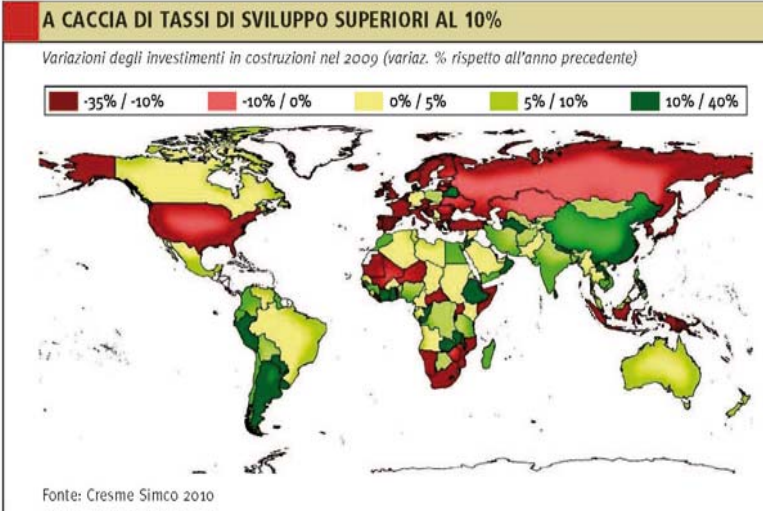 A CACCIA DI TASSI DI SVILUPPO SUPERIORI AL 10%
Variazioni degli investimenti in costruzioni nel 2009 (variaz. % rispetto all'anno precedente)
-35% / -10% -10% / 0% 0% / 5% 5% / 10% 10% / 40%
Fonte: Cresme Simco 2010